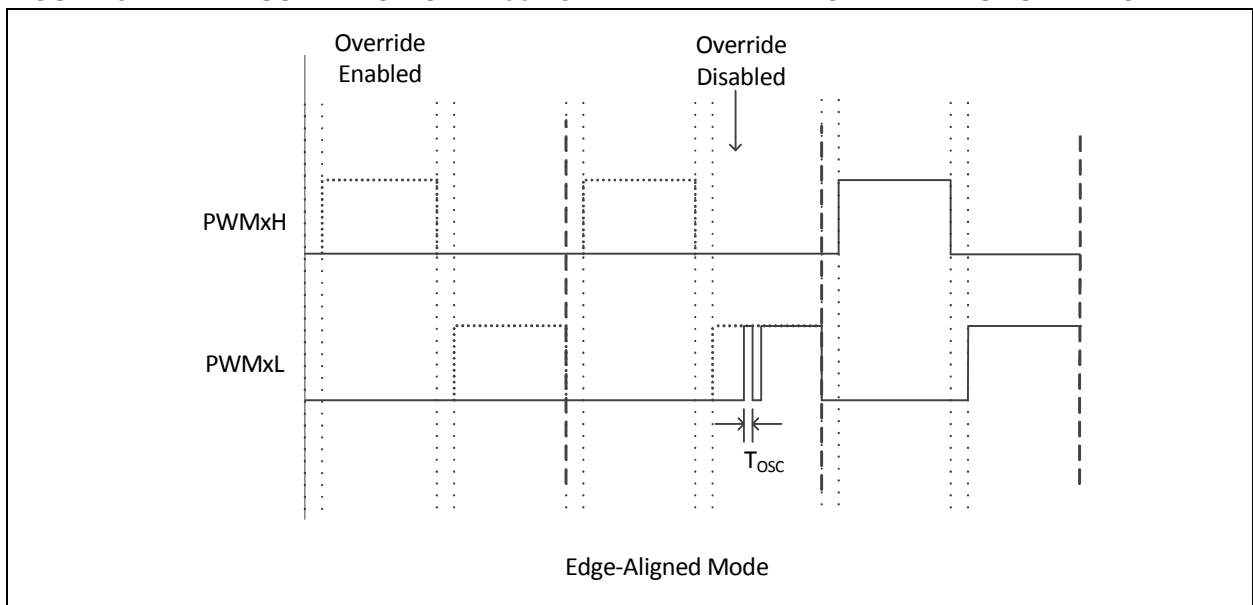 Override
Enabled
Override
Disabled
PWMxH
PWMxL
TOSC
Edge-Aligned Mode